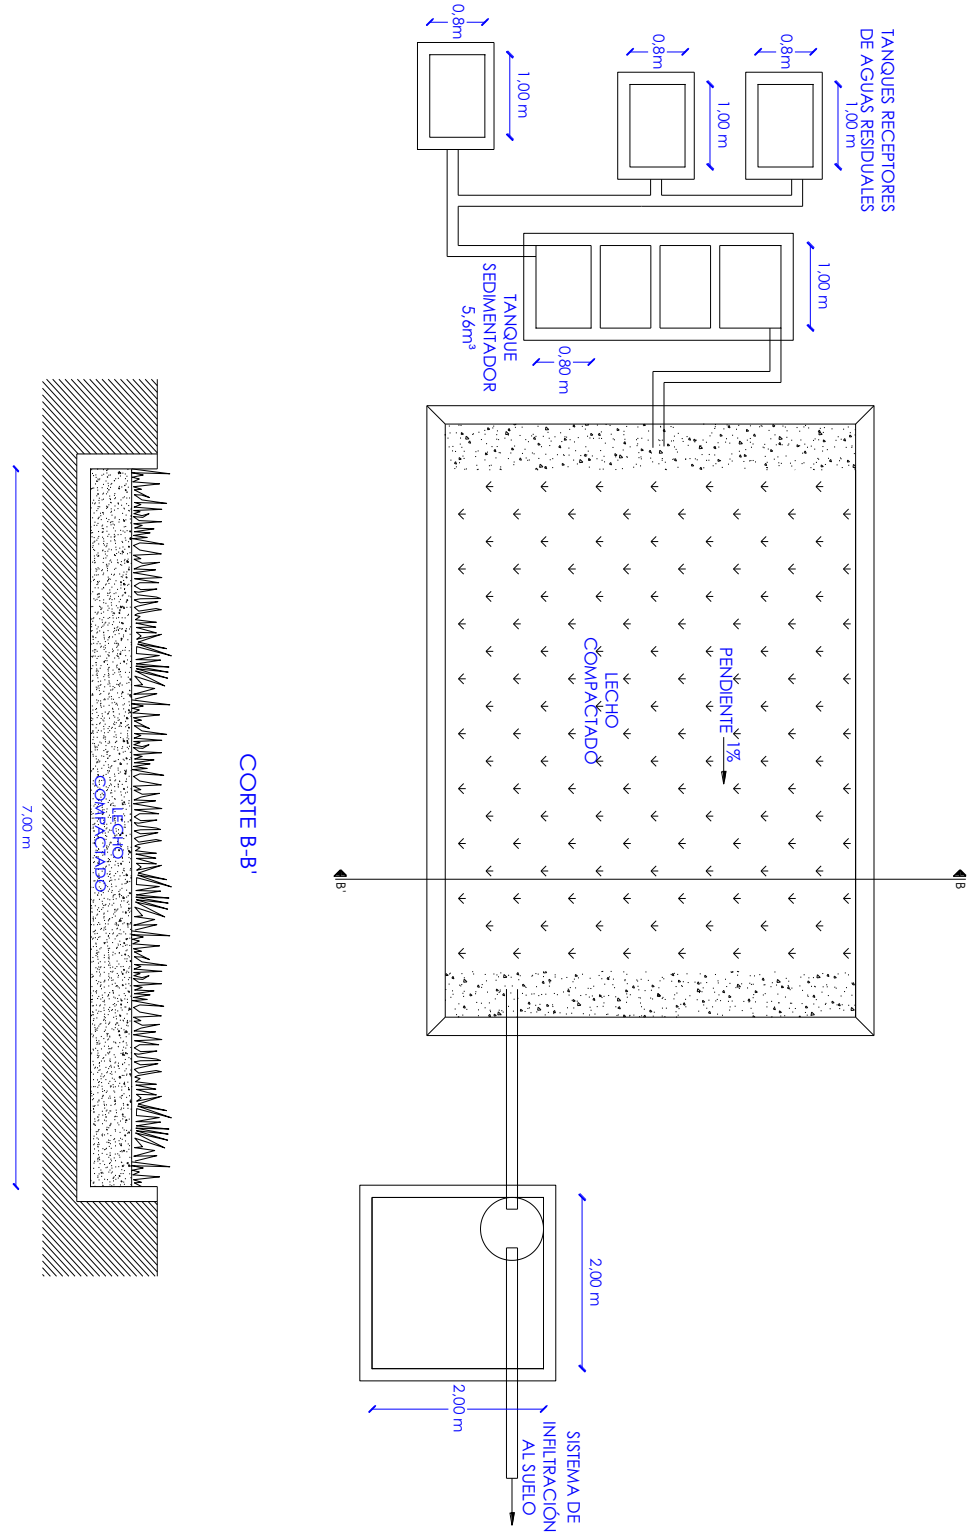 TANQUES RECEPTORES
DE AGUAS RESIDUALES
0,8m
1,00 m
0,8m
1,00 m
0,8m
1,00 m
1,00 m
TANQUE
SEDIMENTADOR
5,6m³
0,80 m
PENDIENTE 1%
LECHO
COMPACTADO
B
B'
2,00 m
2,00 m
SISTEMA DE
INFILTRACIÓN
AL SUELO
CORTE B-B'
LECHO
COMPACTADO
7,00 m